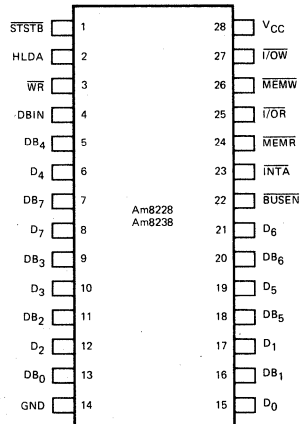 STSTB 1 28 VCC
HLDA 2 27 I/OW
WR 3 26 MEMW
DBIN 4 25 I/OR
DB4 5 24 MEMR
D4 6 23 INTA
DB7 7 22 BUSEN
Am8228
Am8238
D7 8 21 D6
DB3 9 20 DB6
D3 10 19 D5
DB2 11 18 DB5
D2 12 17 D1
DB0 13 16 DB1
GND 14 15 D0